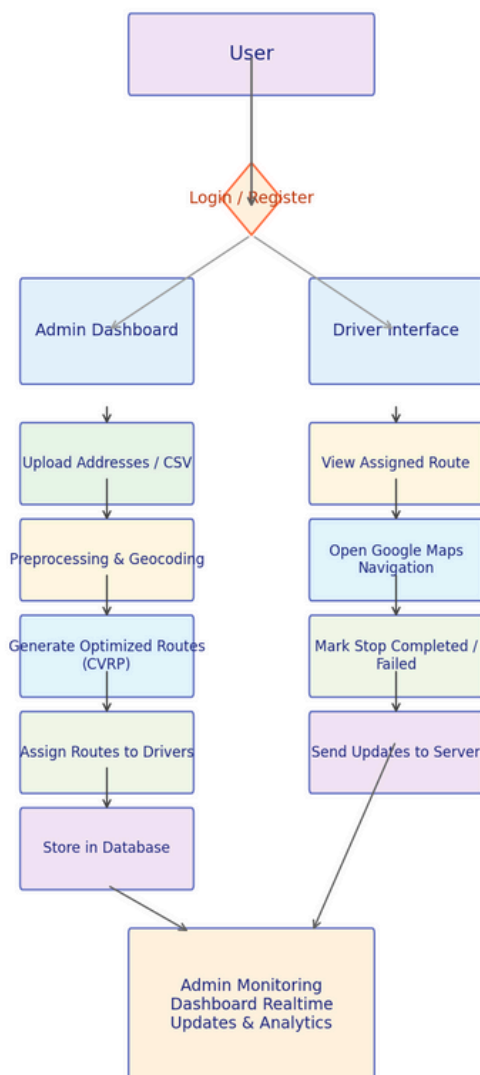 User
Login / Register
Admin Dashboard
Driver Interface
Upload Addresses / CSV
View Assigned Route
Preprocessing & Geocoding
Open Google Maps
Navigation
Generate Optimized Routes
(CVRP)
Mark Stop Completed /
Failed
Assign Routes to Drivers
Send Updates to Server
Store in Database
Admin Monitoring
Dashboard Realtime
Updates & Analytics